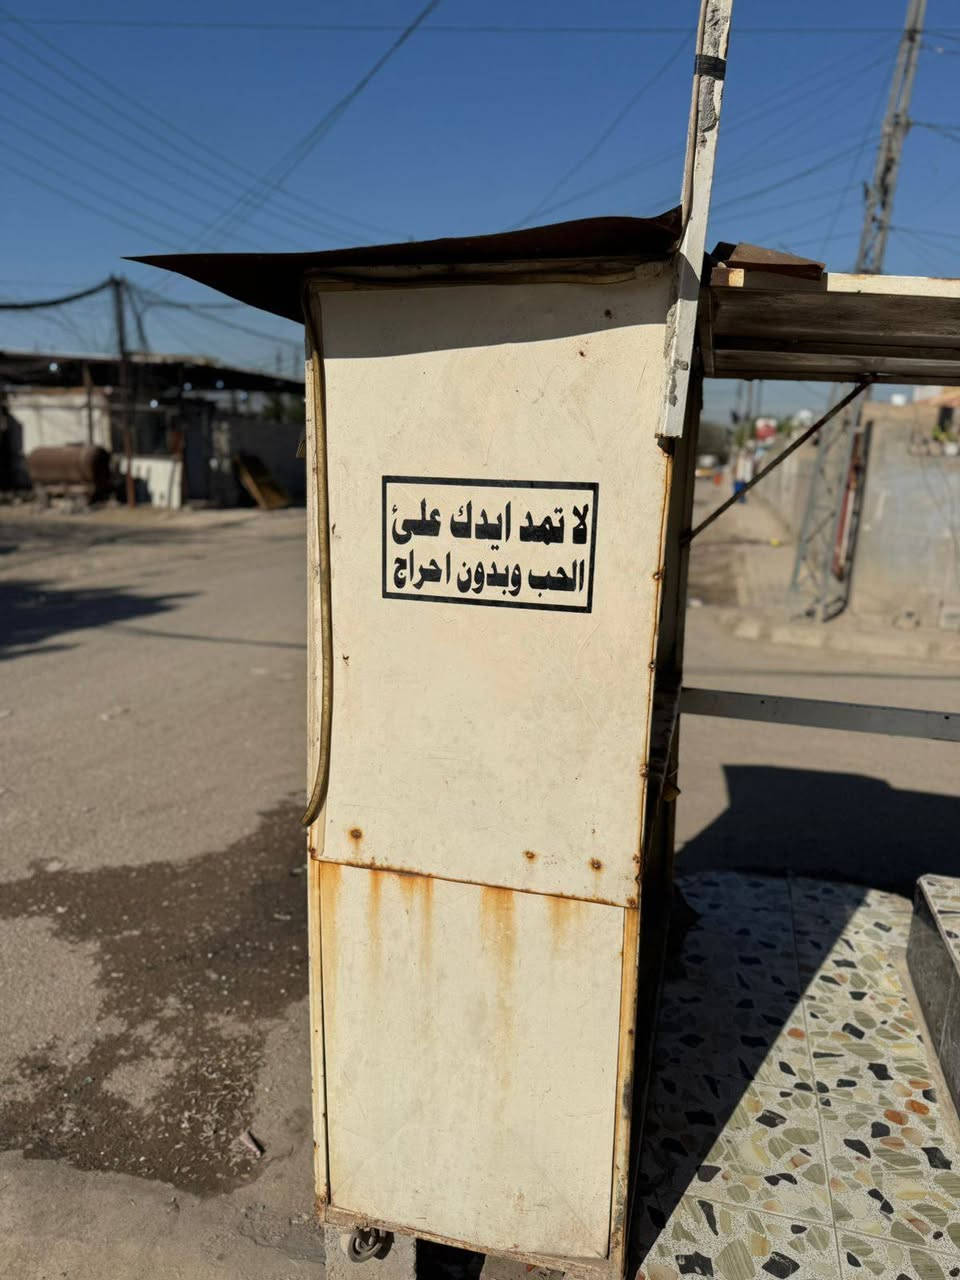 لا تمد ايدك علئ
الحب وبدون احراج